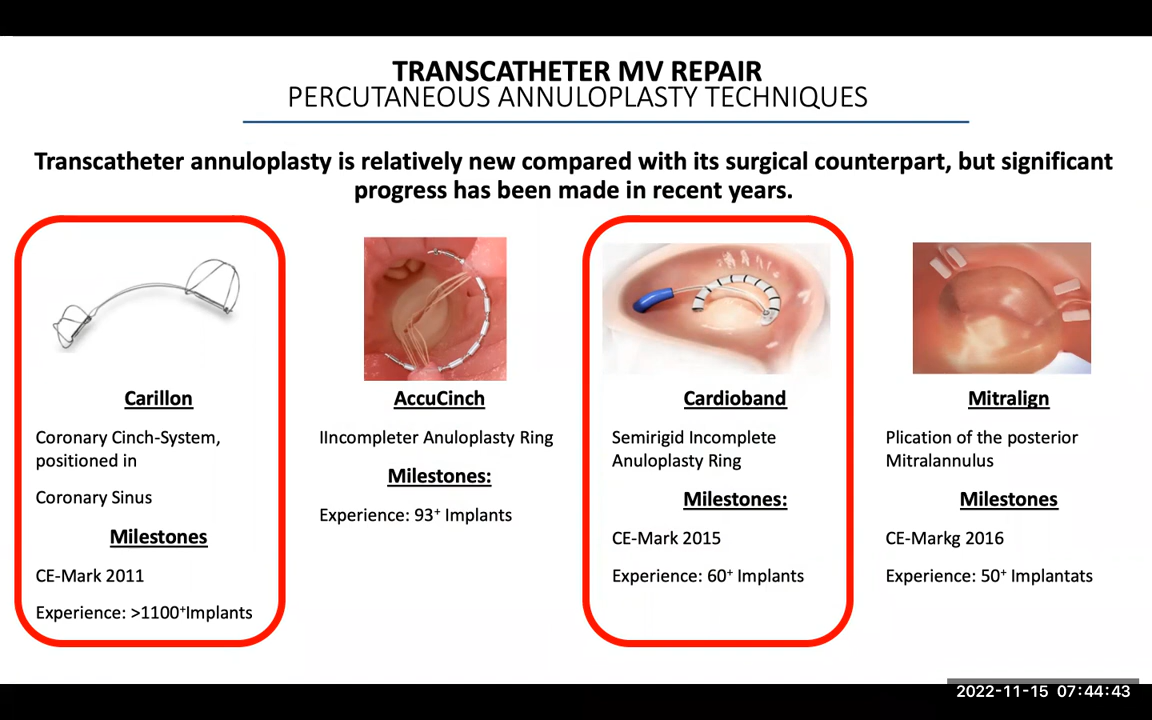 TRANSCATHETER MV REPAIR
PERCUTANEOUS ANNULOPLASTY TECHNIQUES
Transcatheter annuloplasty is relatively new compared with its surgical counterpart, but significant
progress has been made in recent years.
Carillon
Coronary Cinch-System,
positioned in
Coronary Sinus
Milestones
CE-Mark 2011
Experience: >1100⁺Implants
AccuCinch
IIncompleter Anuloplasty Ring
Milestones:
Experience: 93⁺ Implants
Cardioband
Semirigid Incomplete
Anuloplasty Ring
Milestones:
CE-Mark 2015
Experience: 60⁺ Implants
Mitralign
Plication of the posterior
Mitralannulus
Milestones
CE-Markg 2016
Experience: 50⁺ Implantats
2022-11-15 07:44:43